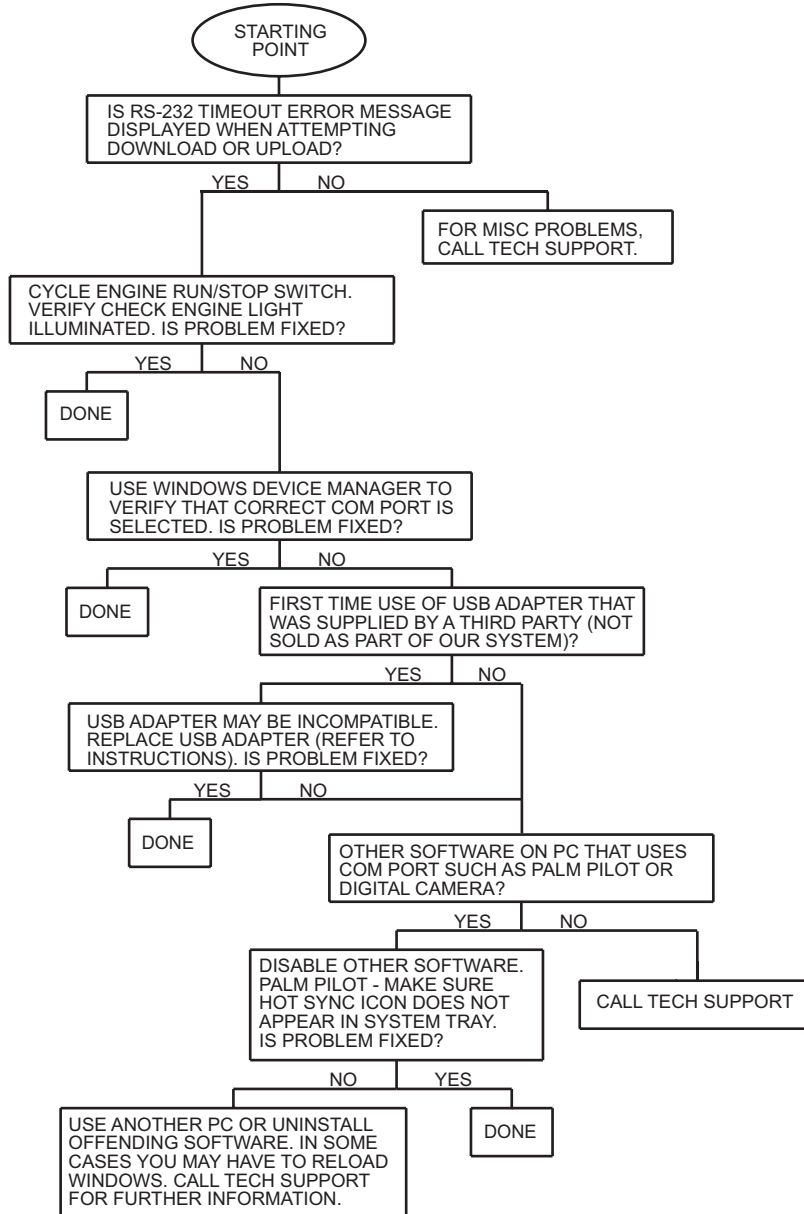 STARTING
POINT
IS RS-232 TIMEOUT ERROR MESSAGE
DISPLAYED WHEN ATTEMPTING
DOWNLOAD OR UPLOAD?
YES NO
FOR MISC PROBLEMS,
CALL TECH SUPPORT.
CYCLE ENGINE RUN/STOP SWITCH.
VERIFY CHECK ENGINE LIGHT
ILLUMINATED. IS PROBLEM FIXED?
YES NO
DONE
USE WINDOWS DEVICE MANAGER TO
VERIFY THAT CORRECT COM PORT IS
SELECTED. IS PROBLEM FIXED?
YES NO
DONE
FIRST TIME USE OF USB ADAPTER THAT
WAS SUPPLIED BY A THIRD PARTY (NOT
SOLD AS PART OF OUR SYSTEM)?
YES NO
USB ADAPTER MAY BE INCOMPATIBLE.
REPLACE USB ADAPTER (REFER TO
INSTRUCTIONS). IS PROBLEM FIXED?
YES NO
DONE
OTHER SOFTWARE ON PC THAT USES
COM PORT SUCH AS PALM PILOT OR
DIGITAL CAMERA?
YES NO
DISABLE OTHER SOFTWARE.
PALM PILOT - MAKE SURE
HOT SYNC ICON DOES NOT
APPEAR IN SYSTEM TRAY.
IS PROBLEM FIXED?
CALL TECH SUPPORT
NO YES
USE ANOTHER PC OR UNINSTALL
OFFENDING SOFTWARE. IN SOME
CASES YOU MAY HAVE TO RELOAD
WINDOWS. CALL TECH SUPPORT
FOR FURTHER INFORMATION.
DONE